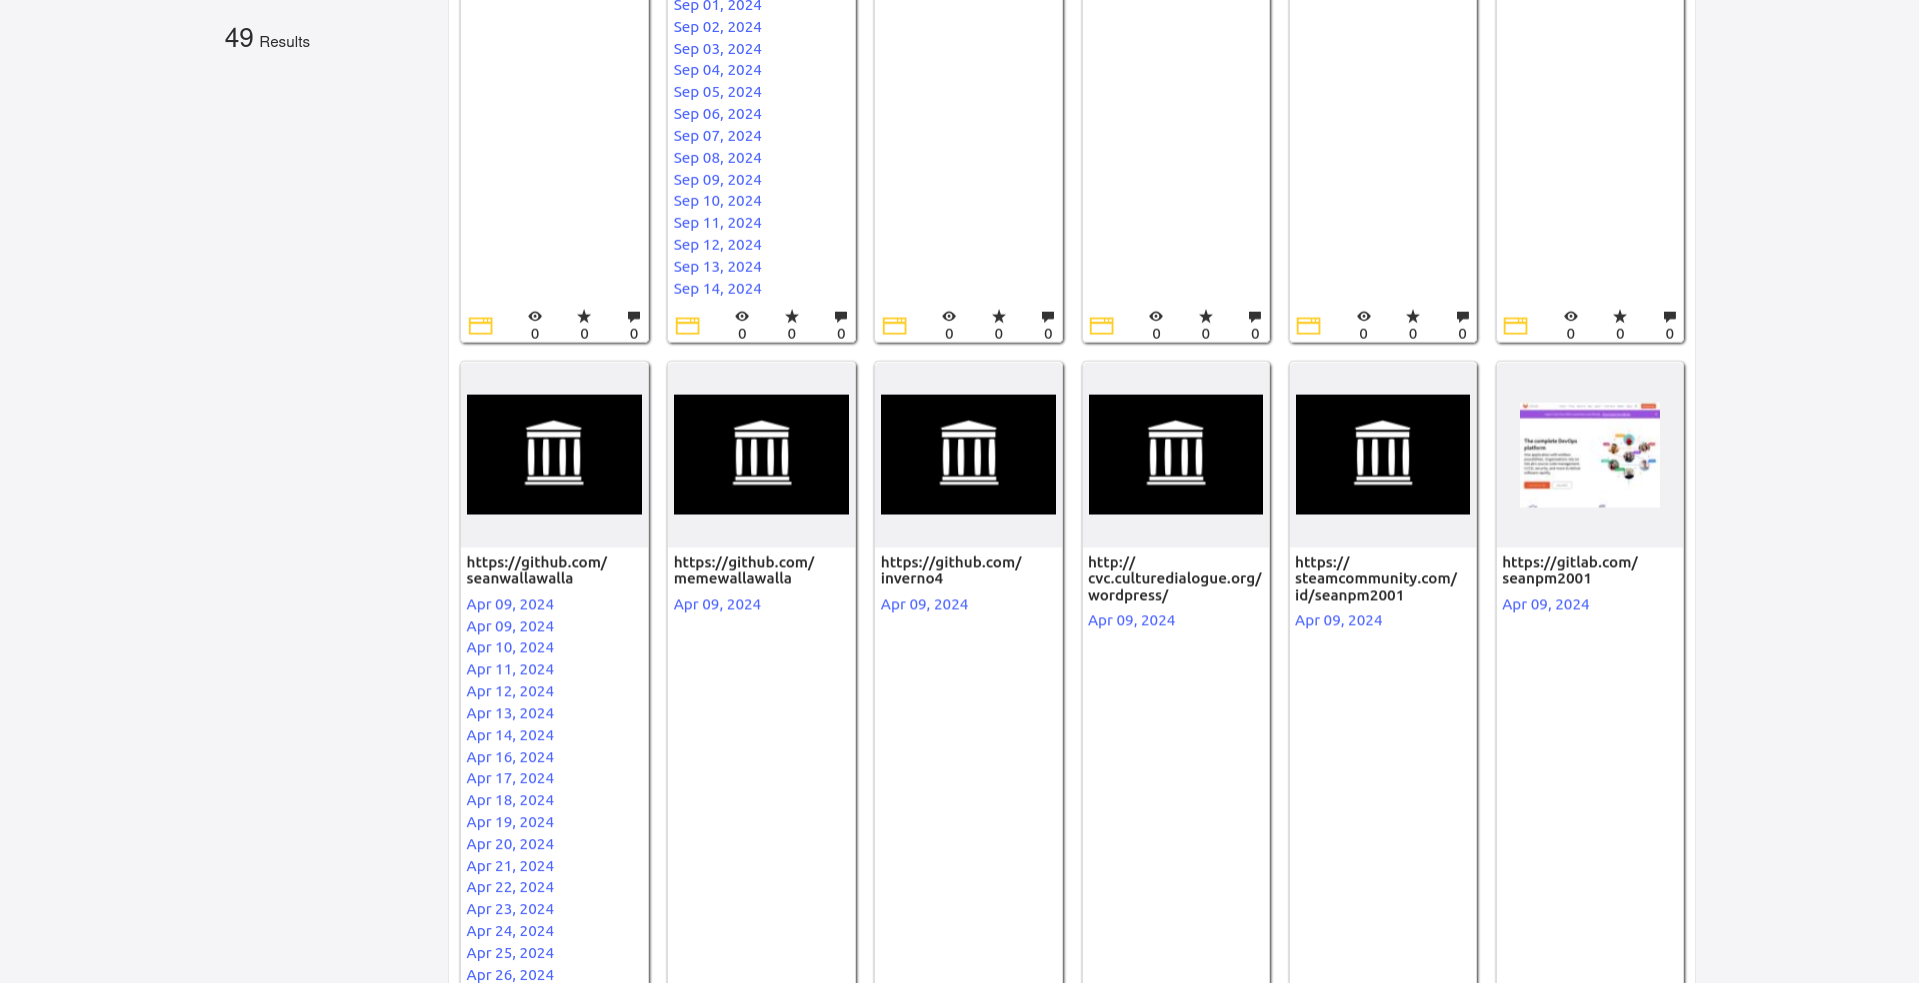 49 Results
Sep 01, 2024
Sep 02, 2024
Sep 03, 2024
Sep 04, 2024
Sep 05, 2024
Sep 06, 2024
Sep 07, 2024
Sep 08, 2024
Sep 09, 2024
Sep 10, 2024
Sep 11, 2024
Sep 12, 2024
Sep 13, 2024
Sep 14, 2024
0 0 0
0 0 0
0 0 0
0 0 0
0 0 0
0 0 0
https://github.com/
seanwallawalla
Apr 09, 2024
Apr 09, 2024
Apr 10, 2024
Apr 11, 2024
Apr 12, 2024
Apr 13, 2024
Apr 14, 2024
Apr 16, 2024
Apr 17, 2024
Apr 18, 2024
Apr 19, 2024
Apr 20, 2024
Apr 21, 2024
Apr 22, 2024
Apr 23, 2024
Apr 24, 2024
Apr 25, 2024
Apr 26, 2024
https://github.com/
memewallawalla
Apr 09, 2024
https://github.com/
inverno4
Apr 09, 2024
http://
cvc.culturedialogue.org/
wordpress/
Apr 09, 2024
https://
steamcommunity.com/
id/seanpm2001
Apr 09, 2024
The complete DevOps
platform
https://gitlab.com/
seanpm2001
Apr 09, 2024